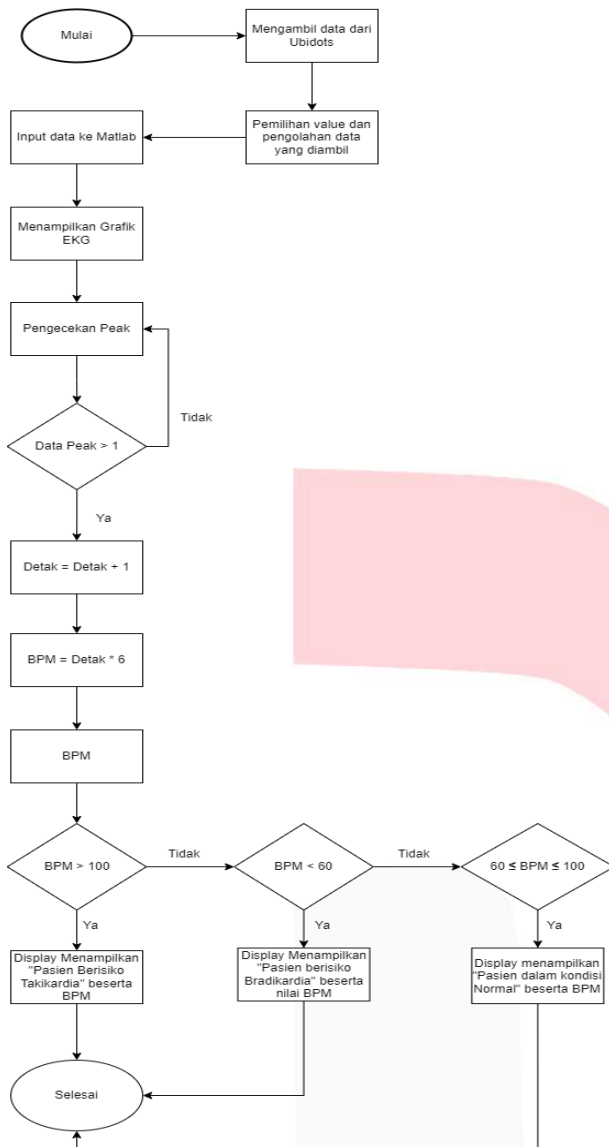 Mulai
Mengambil data dari
Ubidots
Pemilihan value dan
pengolahan data
yang diambil
Input data ke Matlab
Menampilkan Grafik
EKG
Pengecekan Peak
Tidak
Data Peak > 1
Ya
Detak = Detak + 1
BPM = Detak * 6
BPM
BPM > 100
Tidak
BPM < 60
Tidak
60 ≤ BPM ≤ 100
Ya
Ya
Ya
Display Menampilkan
"Pasien Berisiko
Takikardia" beserta
BPM
Display Menampilkan
"Pasien berisiko
Bradikardia" beserta
nilai BPM
Display menampilkan
"Pasien dalam kondisi
Normal" beserta BPM
Selesai